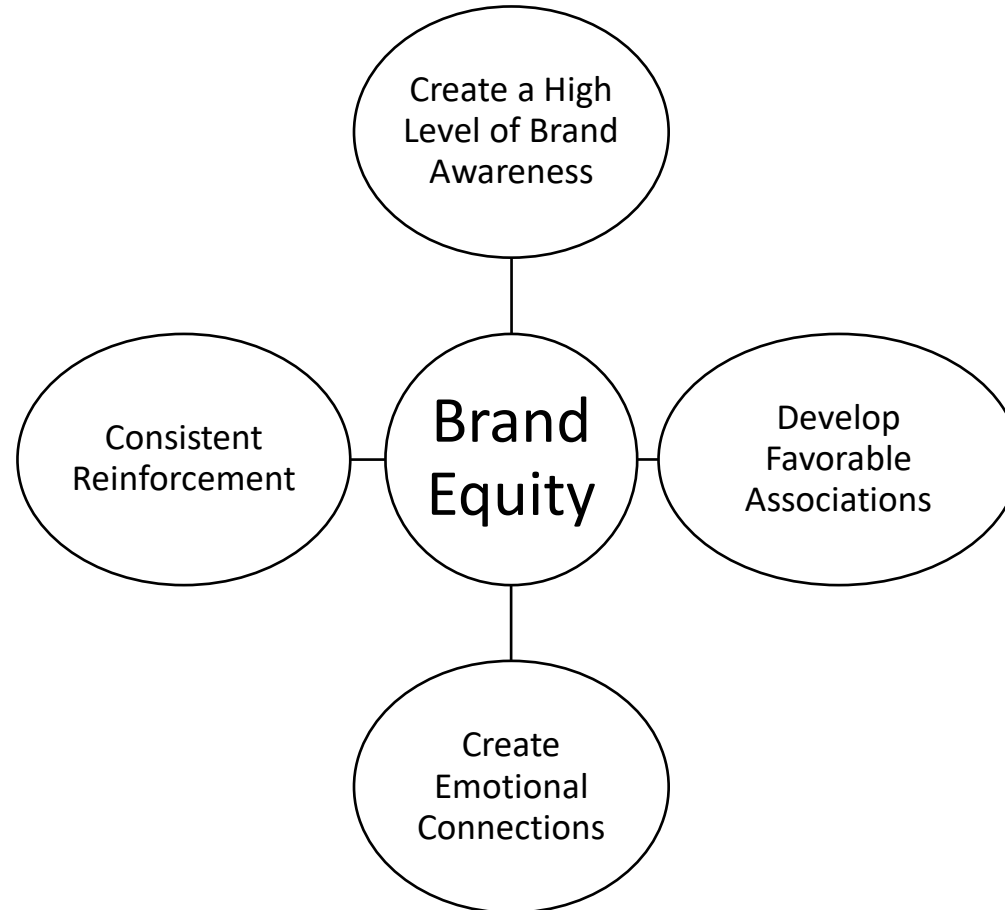 Create a High
Level of Brand
Awareness
Consistent
Reinforcement
Brand
Equity
Develop
Favorable
Associations
Create
Emotional
Connections